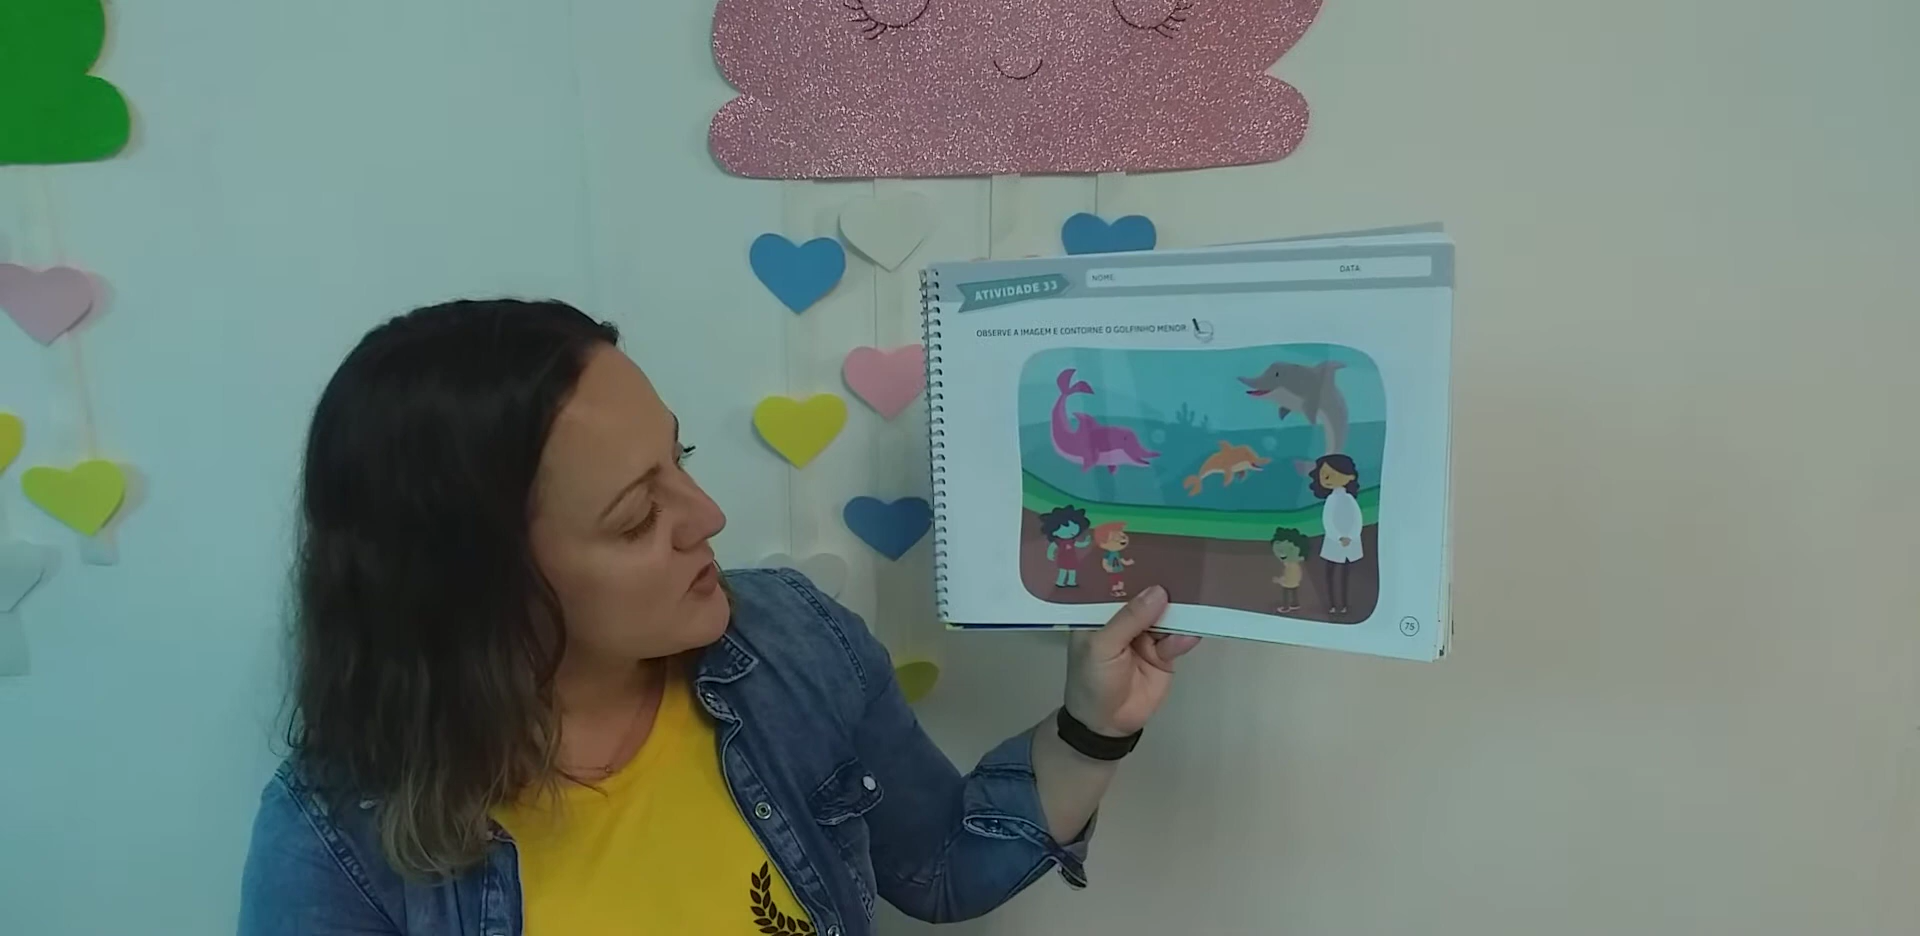 ATIVIDADE 33
NOME:
DATA:
OBSERVE A IMAGEM E CONTORNE O GOLFINHO MENOR.
75